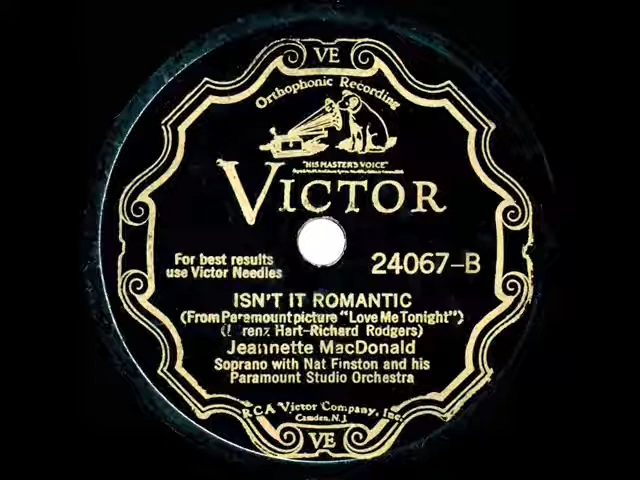 VE
Orthophonic Recording
"HIS MASTER'S VOICE"
VICTOR
For best results
use Victor Needles
24067-B
ISN'T IT ROMANTIC
(From Paramount picture "Love Me Tonight")
(L renz Hart-Richard Rodgers)
Jeannette MacDonald
Soprano with Nat Finston and his
Paramount Studio Orchestra
RCA Victor Company, Inc.
Camden, N.J.
VE